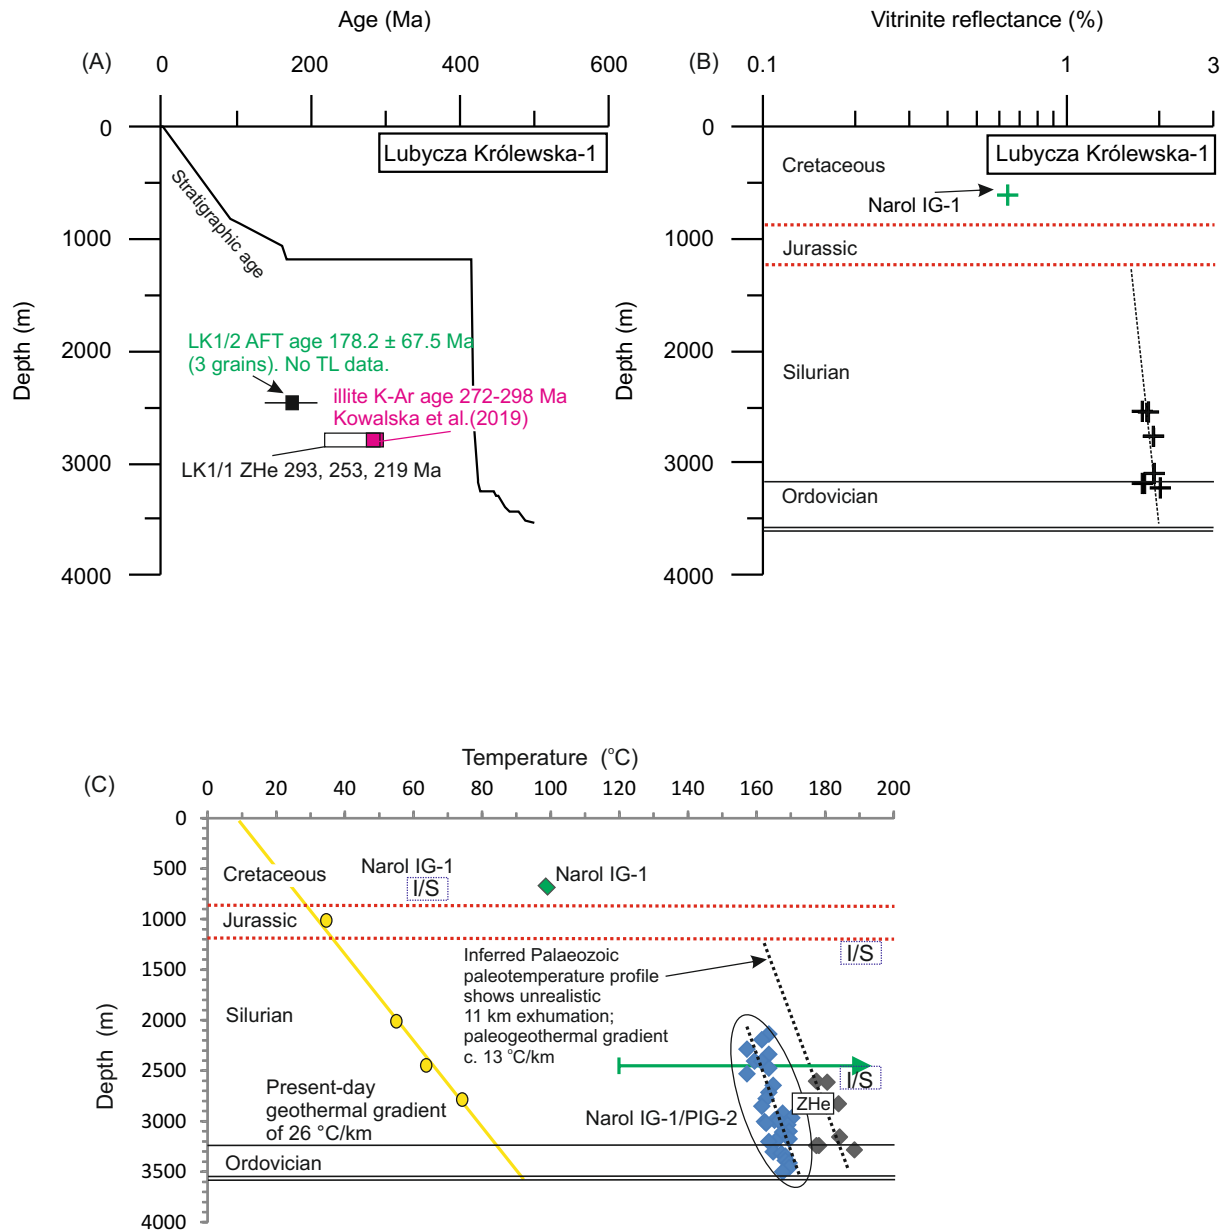 Age (Ma)
(A)
0
200
400
600
0
1000
2000
3000
4000
Depth (m)
Lubycza Królewska-1
Stratigraphic age
LK1/2 AFT age 178.2 ± 67.5 Ma
(3 grains). No TL data.
illite K-Ar age 272-298 Ma
Kowalska et al.(2019)
LK1/1 ZHe 293, 253, 219 Ma
Vitrinite reflectance (%)
(B)
0.1
1
3
0
1000
2000
3000
4000
Depth (m)
Lubycza Królewska-1
Cretaceous
Narol IG-1
Jurassic
Silurian
Ordovician
Temperature (°C)
(C)
0
20
40
60
80
100
120
140
160
180
200
0
500
1000
1500
2000
2500
3000
3500
4000
Depth (m)
Narol IG-1
I/S
Narol IG-1
Cretaceous
Jurassic
I/S
Inferred Palaeozoic
paleotemperature profile
shows unrealistic
11 km exhumation;
paleogeothermal gradient
c. 13 °C/km
Silurian
I/S
Present-day
geothermal gradient
of 26 °C/km
ZHe
Narol IG-1/PIG-2
Ordovician